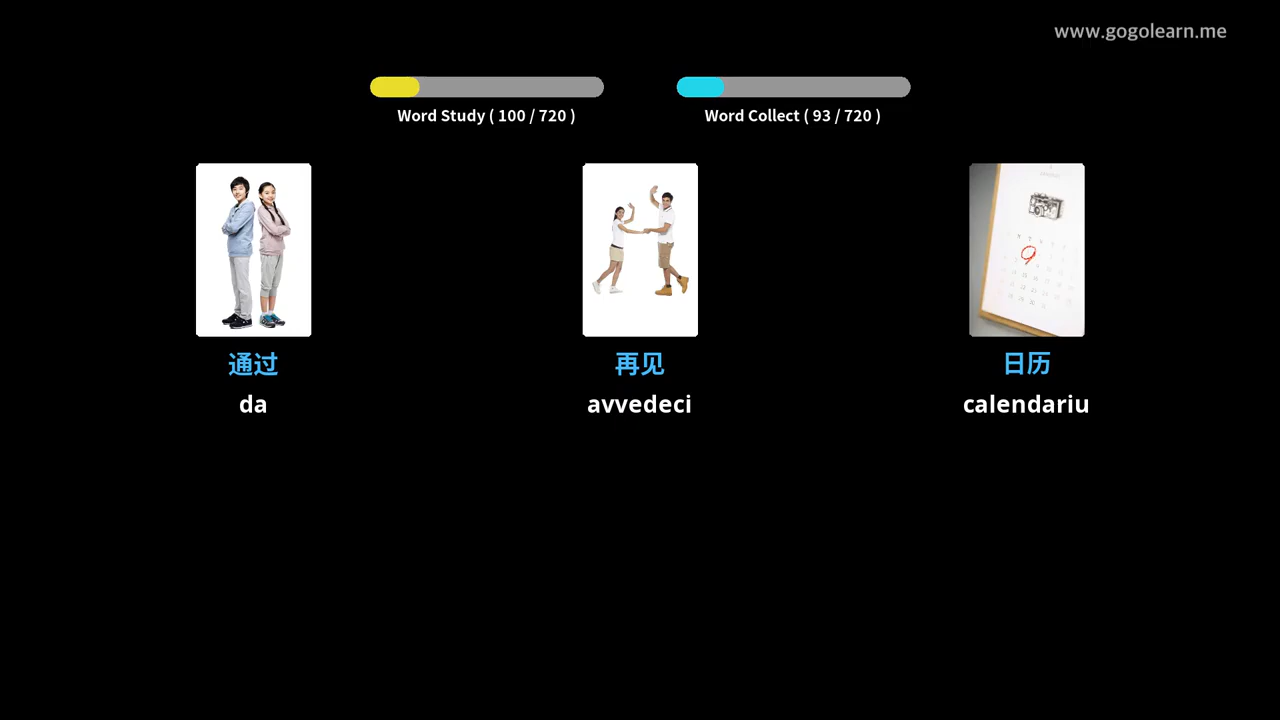 www.gogolearn.me
Word Study ( 100 / 720 )
Word Collect ( 93 / 720 )
通过
再见
日历
da
avvedeci
calendariu